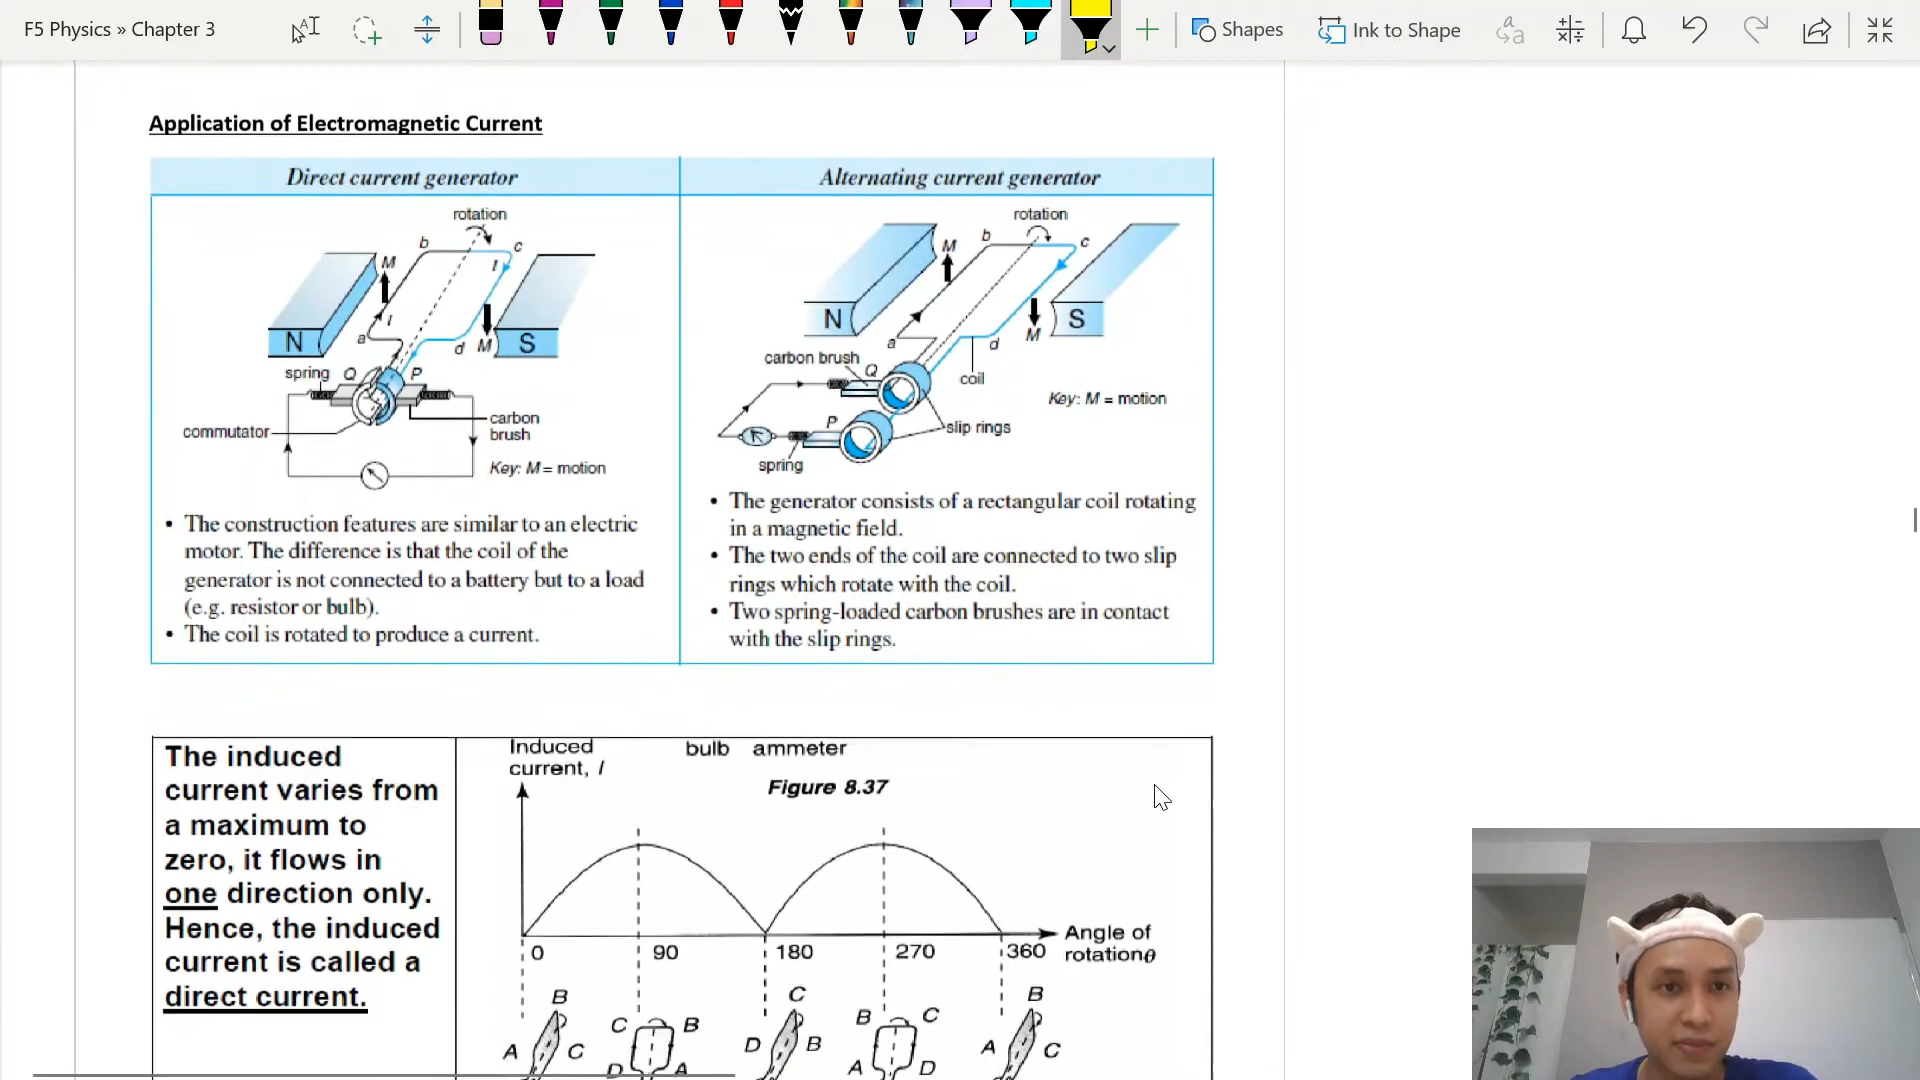 F5 Physics » Chapter 3
Shapes
Ink to Shape
Application of Electromagnetic Current
Direct current generator
rotation
b
c
M
I
I
a
d
M
N
S
spring
Q
P
commutator
carbon
brush
Key: M = motion
• The construction features are similar to an electric
motor. The difference is that the coil of the
generator is not connected to a battery but to a load
(e.g. resistor or bulb).
• The coil is rotated to produce a current.
Alternating current generator
rotation
b
c
M
N
S
M
a
d
carbon brush
Q
coil
Key: M = motion
P
slip rings
spring
• The generator consists of a rectangular coil rotating
in a magnetic field.
• The two ends of the coil are connected to two slip
rings which rotate with the coil.
• Two spring-loaded carbon brushes are in contact
with the slip rings.
The induced
current varies from
a maximum to
zero, it flows in
one direction only.
Hence, the induced
current is called a
direct current.
Induced
current, I
bulb ammeter
Figure 8.37
0 90 180 270 360
Angle of
rotationθ
B
A C
C B
D A
C
D B
B C
A D
B
A C